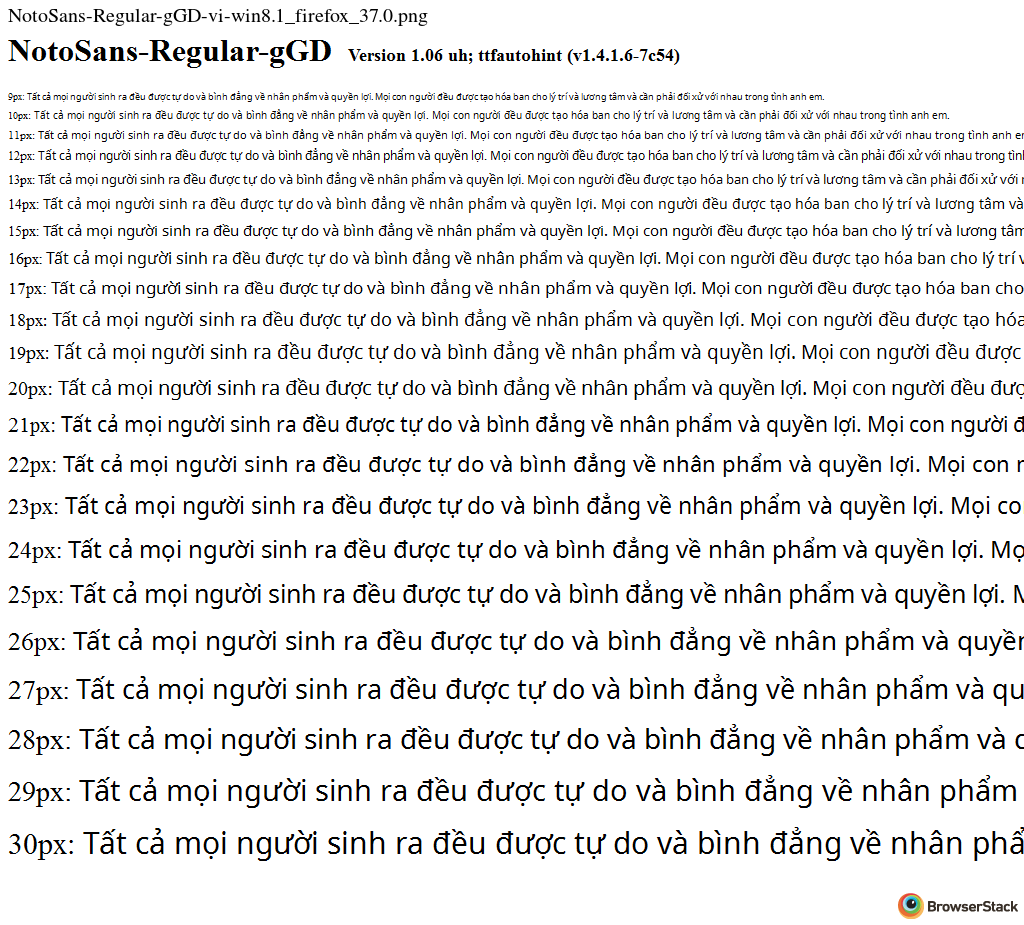 NotoSans-Regular-gGD-vi-win8.1_firefox_37.0.png
NotoSans-Regular-gGD Version 1.06 uh; ttfautohint (v1.4.1.6-7c54)
9px: Tất cả mọi người sinh ra đều được tự do và bình đẳng về nhân phẩm và quyền lợi. Mọi con người đều được tạo hóa ban cho lý trí và lương tâm và cần phải đối xử với nhau trong tình anh em.
10px: Tất cả mọi người sinh ra đều được tự do và bình đẳng về nhân phẩm và quyền lợi. Mọi con người đều được tạo hóa ban cho lý trí và lương tâm và cần phải đối xử với nhau trong tình anh em.
11px: Tất cả mọi người sinh ra đều được tự do và bình đẳng về nhân phẩm và quyền lợi. Mọi con người đều được tạo hóa ban cho lý trí và lương tâm và cần phải đối xử với nhau trong tình anh
12px: Tất cả mọi người sinh ra đều được tự do và bình đẳng về nhân phẩm và quyền lợi. Mọi con người đều được tạo hóa ban cho lý trí và lương tâm và cần phải đối xử với nhau trong
13px: Tất cả mọi người sinh ra đều được tự do và bình đẳng về nhân phẩm và quyền lợi. Mọi con người đều được tạo hóa ban cho lý trí và lương tâm và cần phải đối xử với
14px: Tất cả mọi người sinh ra đều được tự do và bình đẳng về nhân phẩm và quyền lợi. Mọi con người đều được tạo hóa ban cho lý trí và lương tâm và
15px: Tất cả mọi người sinh ra đều được tự do và bình đẳng về nhân phẩm và quyền lợi. Mọi con người đều được tạo hóa ban cho lý trí và lương tâm
16px: Tất cả mọi người sinh ra đều được tự do và bình đẳng về nhân phẩm và quyền lợi. Mọi con người đều được tạo hóa ban cho lý trí
17px: Tất cả mọi người sinh ra đều được tự do và bình đẳng về nhân phẩm và quyền lợi. Mọi con người đều được tạo hóa ban cho
18px: Tất cả mọi người sinh ra đều được tự do và bình đẳng về nhân phẩm và quyền lợi. Mọi con người đều được tạo hóa
19px: Tất cả mọi người sinh ra đều được tự do và bình đẳng về nhân phẩm và quyền lợi. Mọi con người đều được
20px: Tất cả mọi người sinh ra đều được tự do và bình đẳng về nhân phẩm và quyền lợi. Mọi con người đều đượ
21px: Tất cả mọi người sinh ra đều được tự do và bình đẳng về nhân phẩm và quyền lợi. Mọi con người đ
22px: Tất cả mọi người sinh ra đều được tự do và bình đẳng về nhân phẩm và quyền lợi. Mọi con
23px: Tất cả mọi người sinh ra đều được tự do và bình đẳng về nhân phẩm và quyền lợi. Mọi co
24px: Tất cả mọi người sinh ra đều được tự do và bình đẳng về nhân phẩm và quyền lợi. Mọ
25px: Tất cả mọi người sinh ra đều được tự do và bình đẳng về nhân phẩm và quyền lợi.
26px: Tất cả mọi người sinh ra đều được tự do và bình đẳng về nhân phẩm và quyền
27px: Tất cả mọi người sinh ra đều được tự do và bình đẳng về nhân phẩm và qu
28px: Tất cả mọi người sinh ra đều được tự do và bình đẳng về nhân phẩm và
29px: Tất cả mọi người sinh ra đều được tự do và bình đẳng về nhân phẩm
30px: Tất cả mọi người sinh ra đều được tự do và bình đẳng về nhân phẩ
BrowserStack